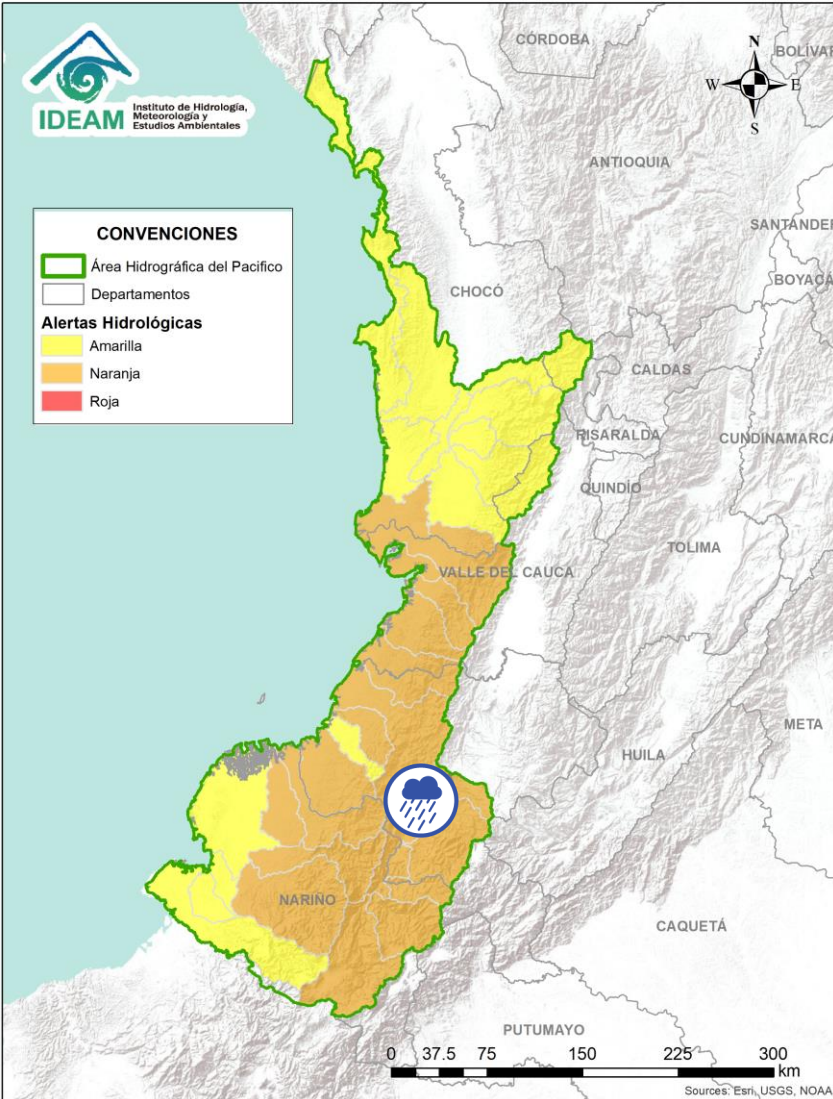 IDEAM
Instituto de Hidrología,
Meteorología y
Estudios Ambientales
CÓRDOBA
BOLÍVAR
N
W
E
S
ANTIOQUIA
SANTANDER
BOYACÁ
CONVENCIONES
Área Hidrográfica del Pacifico
Departamentos
Alertas Hidrológicas
Amarilla
Naranja
Roja
CHOCÓ
CALDAS
RISARALDA
CUNDINAMARCA
QUINDÍO
TOLIMA
VALLE DEL CAUCA
META
HUILA
NARIÑO
CAQUETÁ
PUTUMAYO
0 37.5 75 150 225 300
km
Sources: Esri, USGS, NOAA